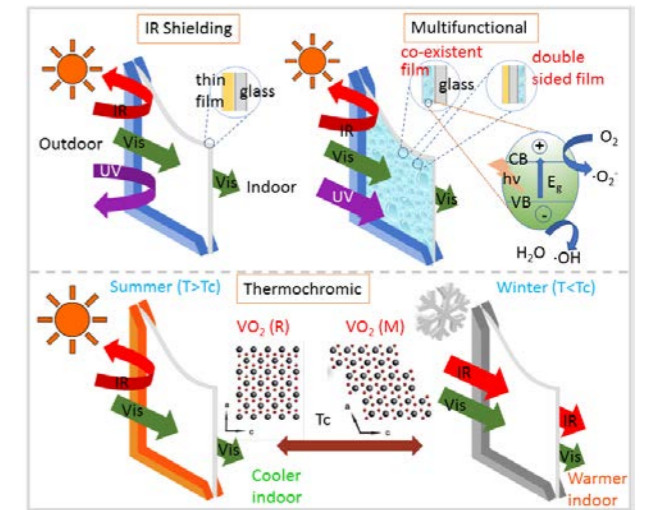 IR Shielding
IR
Vis
UV
Outdoor
thin
film
glass
Vis
Indoor
Multifunctional
co-existent
film
glass
double
sided film
IR
Vis
UV
Vis
+
CB
hν
VB
Eg
-
O2
·O2-
H2O
·OH
Thermochromic
Summer (T>Tc)
IR
Vis
Vis
Cooler
indoor
VO2 (R)
a
c
VO2 (M)
a
c
Tc
Winter (T<Tc)
IR
Vis
IR
Vis
Warmer
indoor